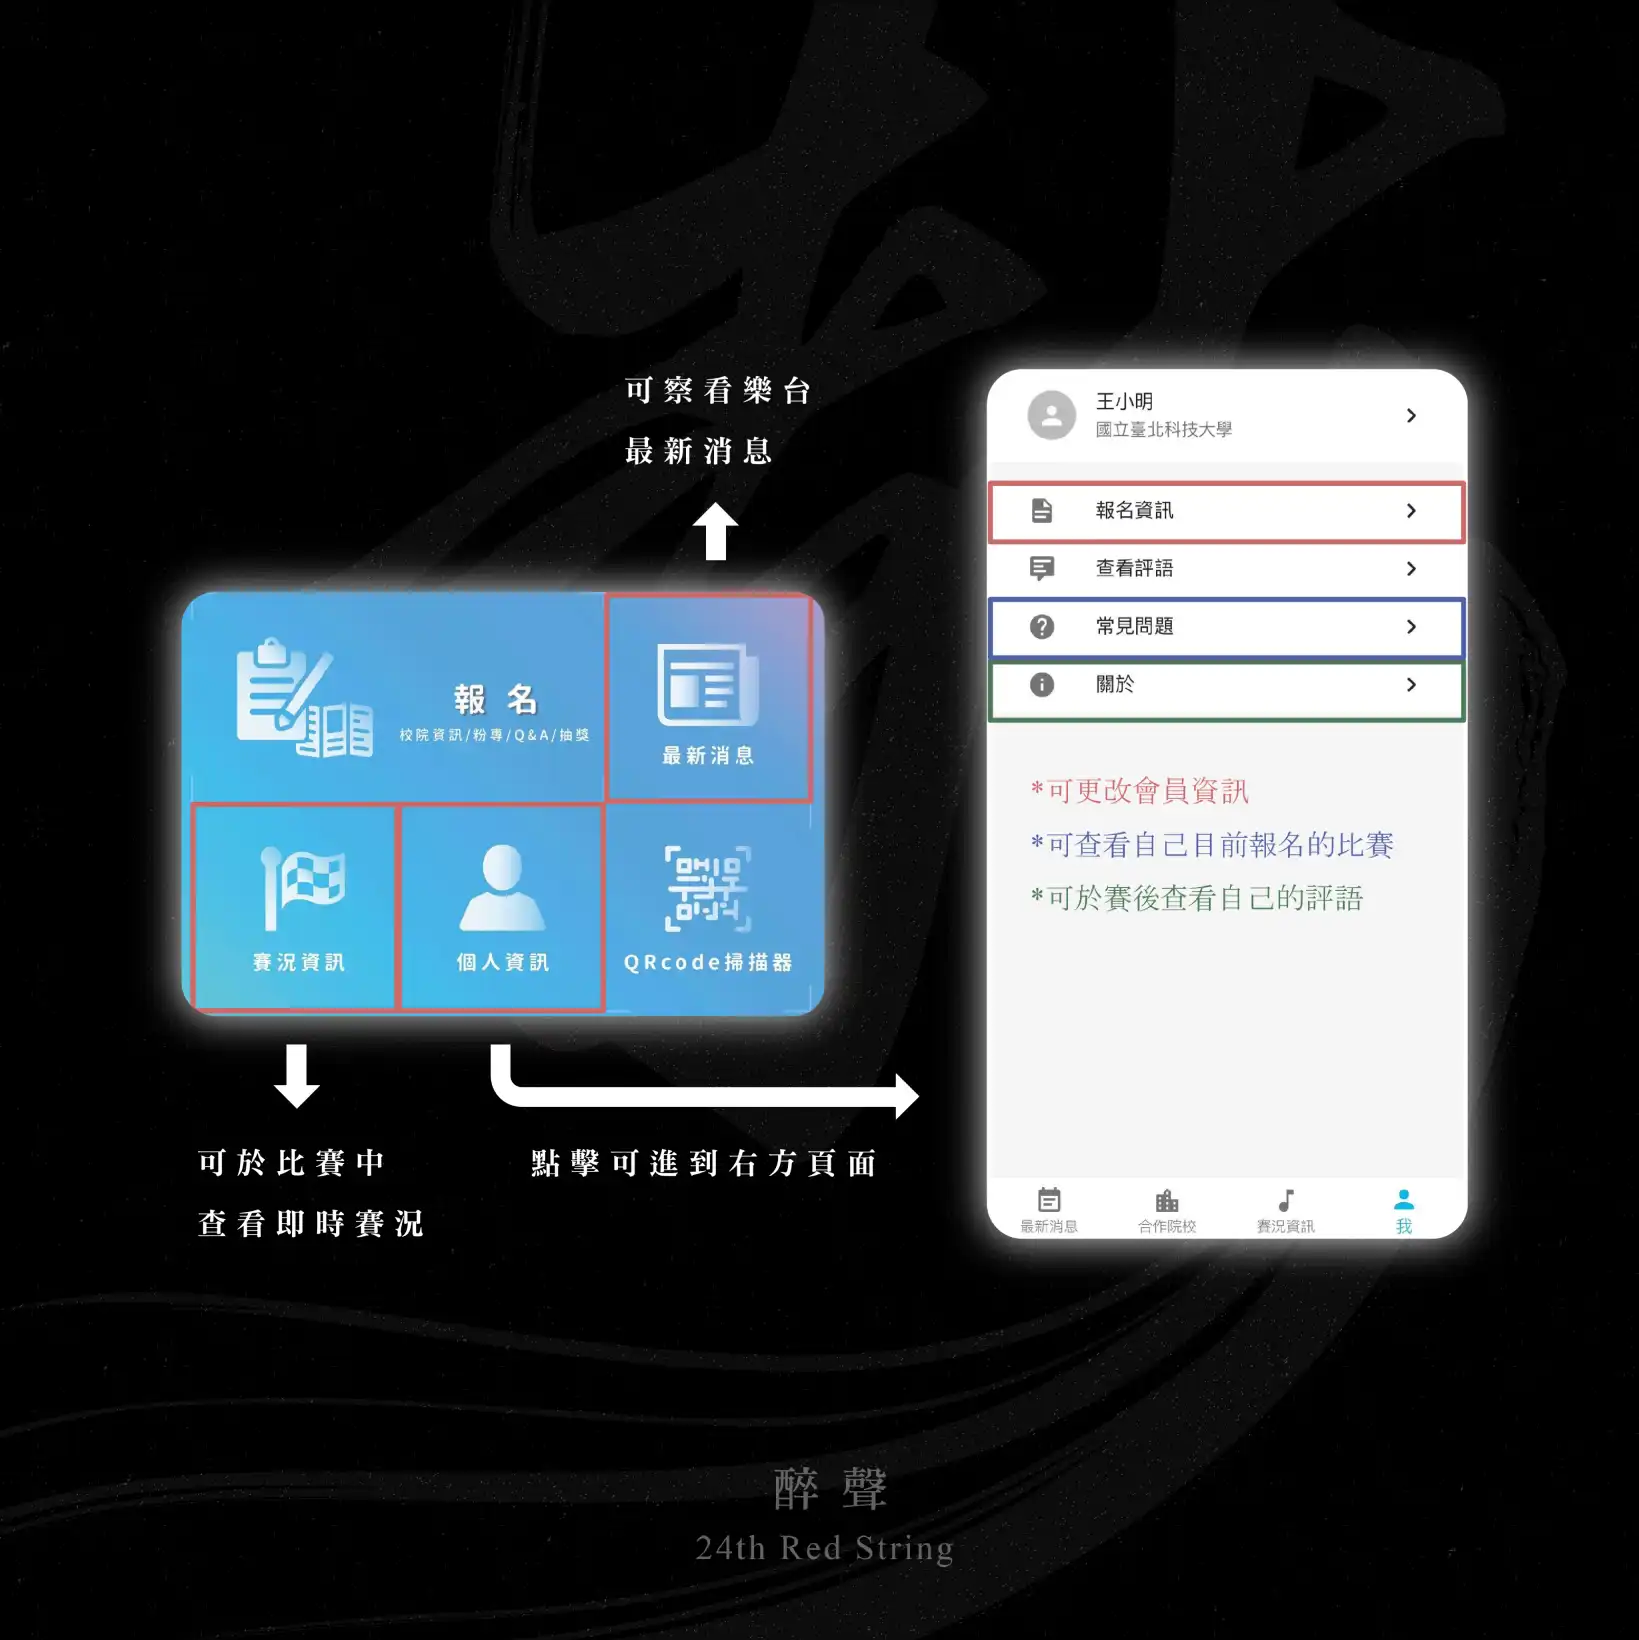 可察看樂台
最新消息
報名
校院資訊/粉專/Q&A/抽獎
最新消息
賽況資訊
個人資訊
QRcode掃描器
可於比賽中
查看即時賽況
點擊可進到右方頁面
王小明
國立臺北科技大學
報名資訊
查看評語
常見問題
關於
*可更改會員資訊
*可查看自己目前報名的比賽
*可於賽後查看自己的評語
最新消息
合作院校
賽況資訊
我
醉聲
24th Red String